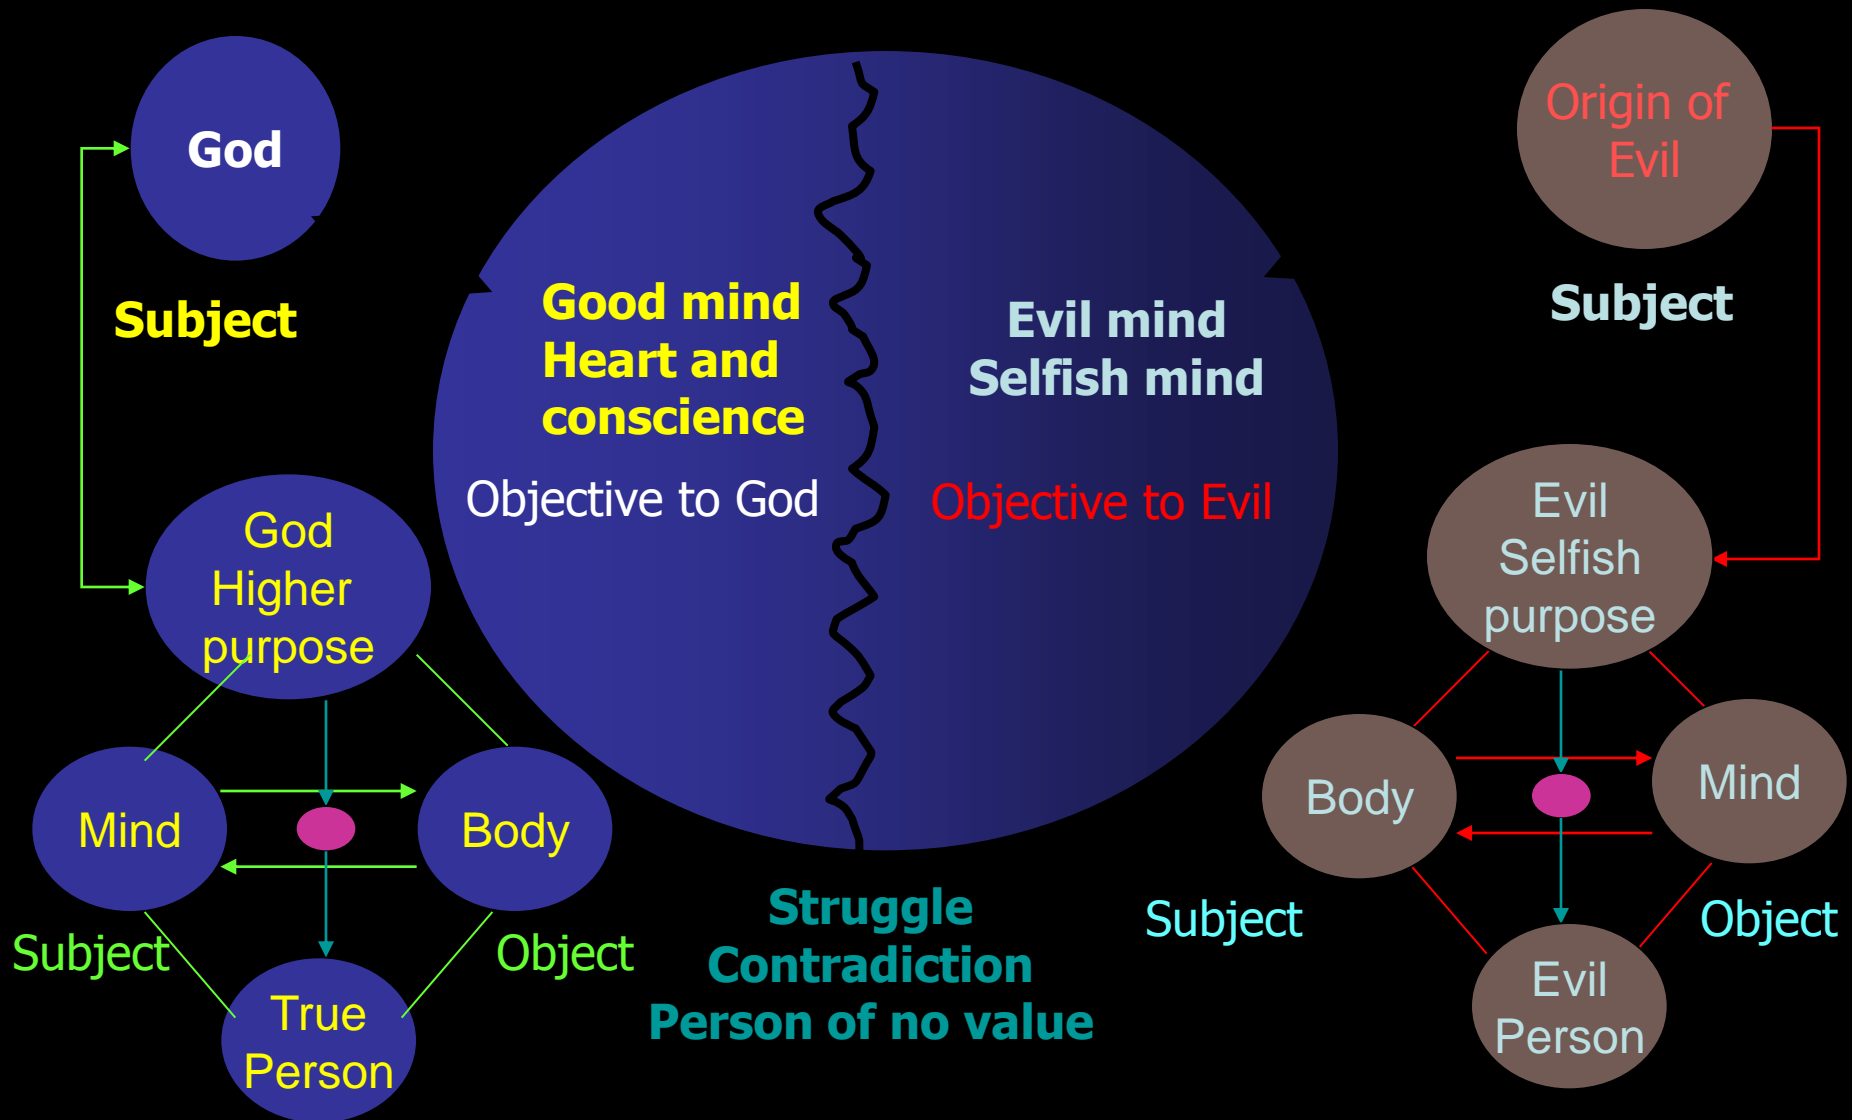 God
Subject
God
Higher
purpose
Mind
Body
Subject
Object
True
Person
Good mind
Heart and
conscience
Objective to God
Evil mind
Selfish mind
Objective to Evil
Struggle
Contradiction
Person of no value
Origin of
Evil
Subject
Evil
Selfish
purpose
Body
Mind
Subject
Object
Evil
Person